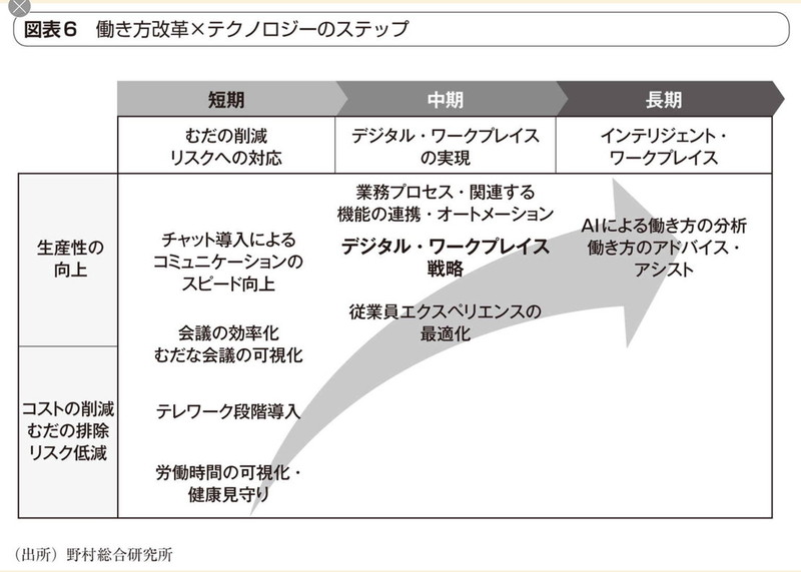 図表6 働き方改革×テクノロジーのステップ
短期
中期
長期
むだの削減
リスクへの対応
デジタル・ワークプレイス
の実現
インテリジェント・
ワークプレイス
生産性の
向上
チャット導入による
コミュニケーションの
スピード向上
会議の効率化
むだな会議の可視化
業務プロセス・関連する
機能の連携・オートメーション
デジタル・ワークプレイス
戦略
従業員エクスペリエンスの
最適化
AIによる働き方の分析
働き方のアドバイス・
アシスト
コストの削減
むだの排除
リスク低減
テレワーク段階導入
労働時間の可視化・
健康見守り
(出所)野村総合研究所